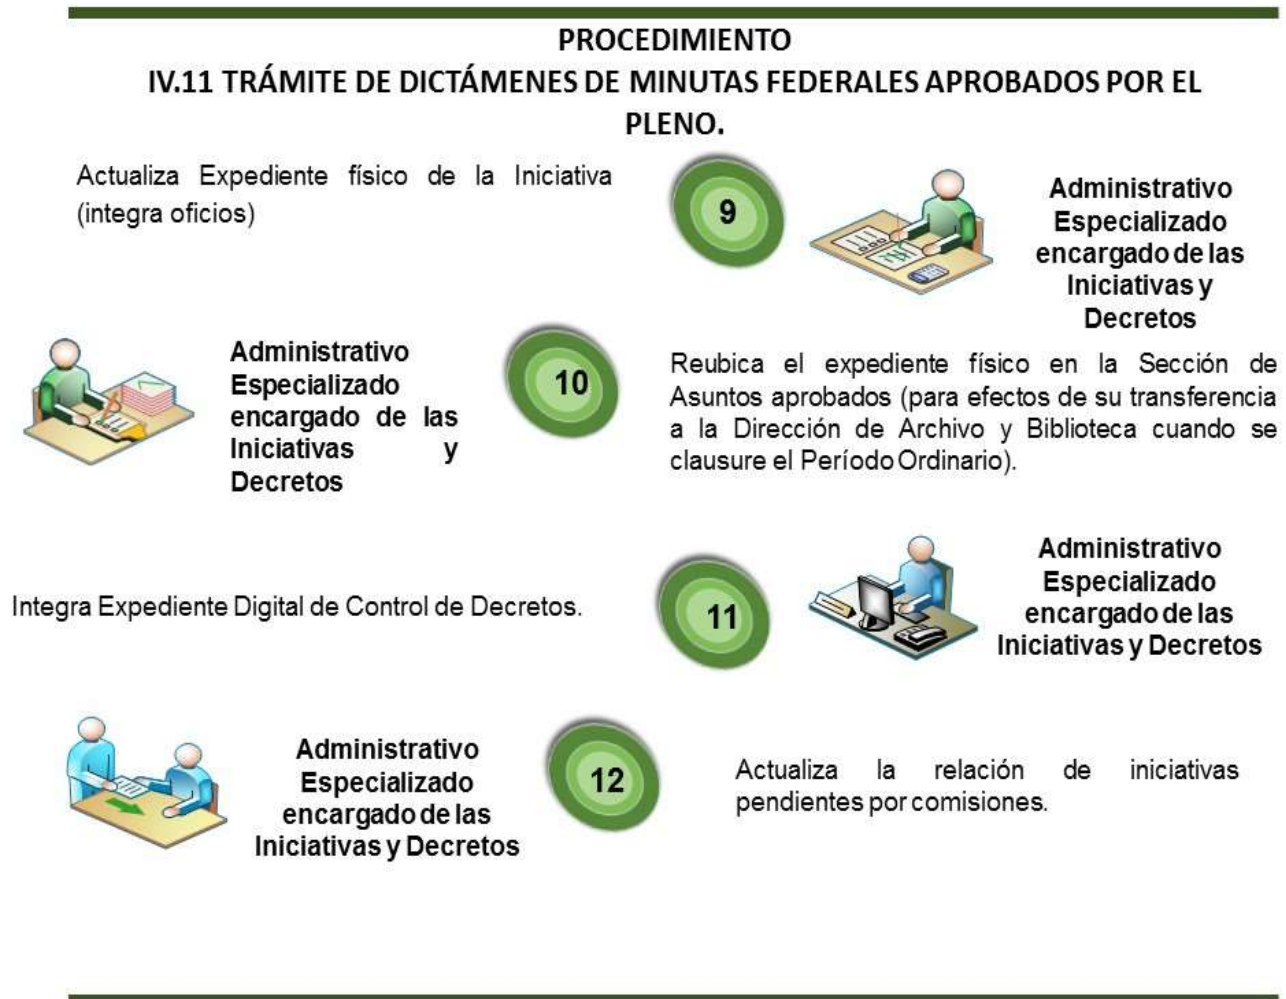 PROCEDIMIENTO
IV.11 TRÁMITE DE DICTÁMENES DE MINUTAS FEDERALES APROBADOS POR EL
PLENO.
Actualiza Expediente físico de la Iniciativa
(integra oficios)
9
Administrativo
Especializado
encargado de las
Iniciativas y
Decretos
Administrativo
Especializado
encargado de las
Iniciativas y
Decretos
10
Reubica el expediente físico en la Sección de
Asuntos aprobados (para efectos de su transferencia
a la Dirección de Archivo y Biblioteca cuando se
clausure el Período Ordinario).
Integra Expediente Digital de Control de Decretos.
11
Administrativo
Especializado
encargado de las
Iniciativas y Decretos
Administrativo
Especializado
encargado de las
Iniciativas y Decretos
12
Actualiza la relación de iniciativas
pendientes por comisiones.